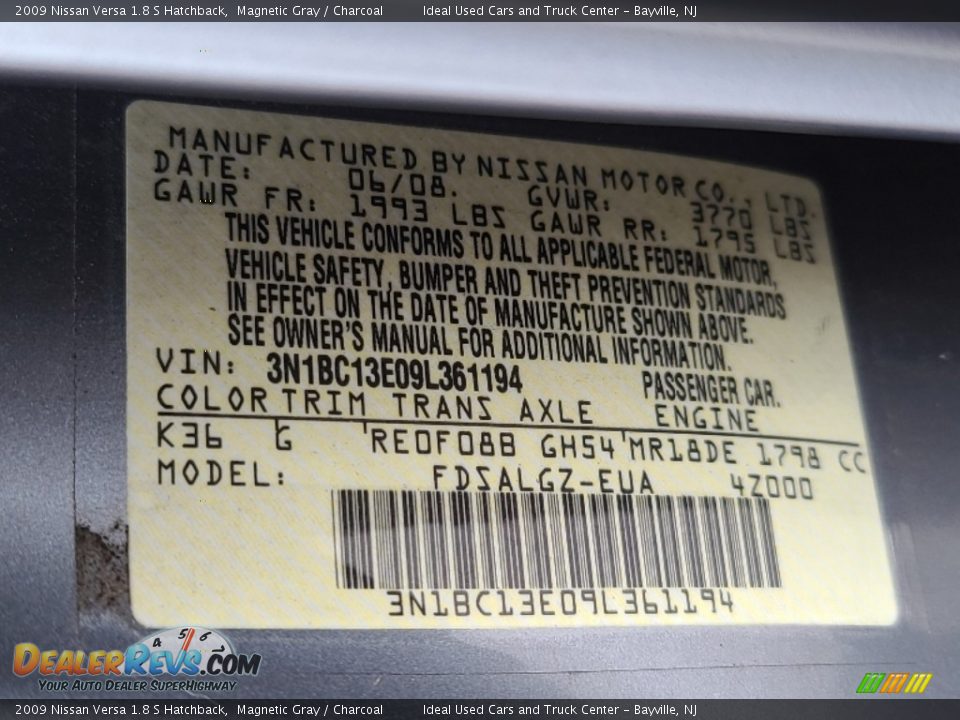 2009 Nissan Versa 1.8 S Hatchback,  Magnetic Gray / Charcoal        Ideal Used Cars and Truck Center - Bayville, NJ
MANUFACTURED BY NISSAN MOTOR CO., LTD.
DATE: 06/08. GVWR: 3770 LBS
GAWR FR: 1993 LBS GAWR RR: 1795 LBS
THIS VEHICLE CONFORMS TO ALL APPLICABLE FEDERAL MOTOR,
VEHICLE SAFETY, BUMPER AND THEFT PREVENTION STANDARDS
IN EFFECT ON THE DATE OF MANUFACTURE SHOWN ABOVE.
SEE OWNER'S MANUAL FOR ADDITIONAL INFORMATION.
VIN: 3N1BC13E09L361194 PASSENGER CAR.
COLOR TRIM TRANS AXLE ENGINE
K36 G RE0F08B GH54 MR18DE 1798 CC
MODEL: FDSALGZ-EUA 4Z000
3N1BC13E09L361194
4 5 6
DealerRevs.com
Your Auto Dealer SuperHighway
2009 Nissan Versa 1.8 S Hatchback,  Magnetic Gray / Charcoal        Ideal Used Cars and Truck Center - Bayville, NJ